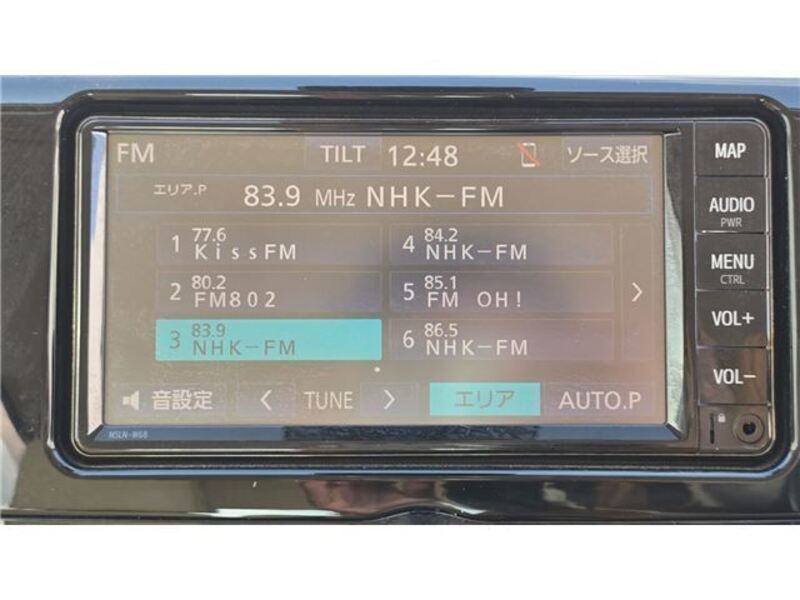 FM TILT 12:48 ソース選択
エリア.P 83.9 MHz NHK-FM
1 77.6 KissFM
4 84.2 NHK-FM
2 80.2 FM802
5 85.1 FM OH!
3 83.9 NHK-FM
6 86.5 NHK-FM
音設定 TUNE エリア AUTO.P
NSLN-W68
MAP
AUDIO
PWR
MENU
CTRL
VOL+
VOL-